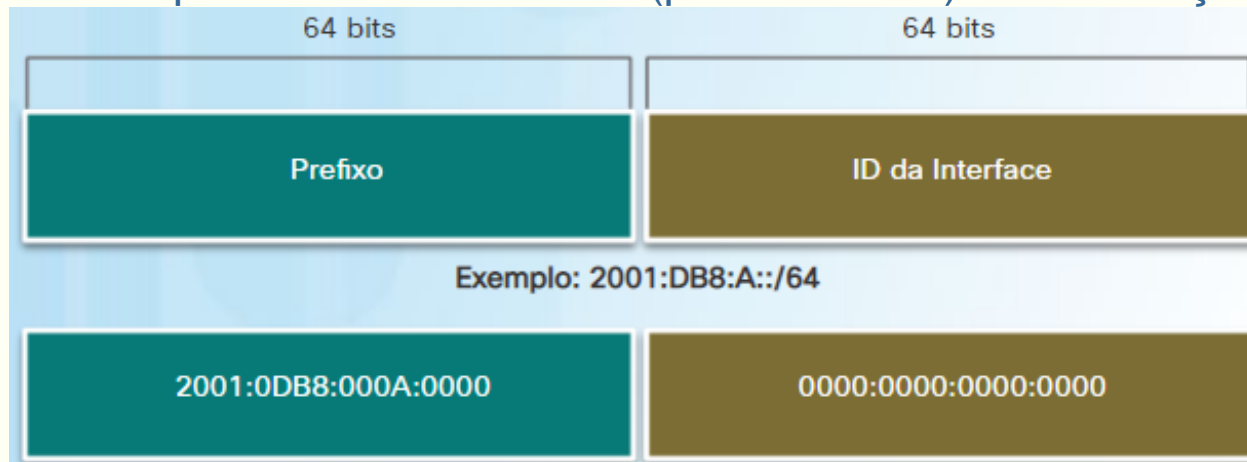 64 bits 64 bits
Prefixo ID da Interface
Exemplo: 2001:DB8:A::/64
2001:0DB8:000A:0000 0000:0000:0000:0000